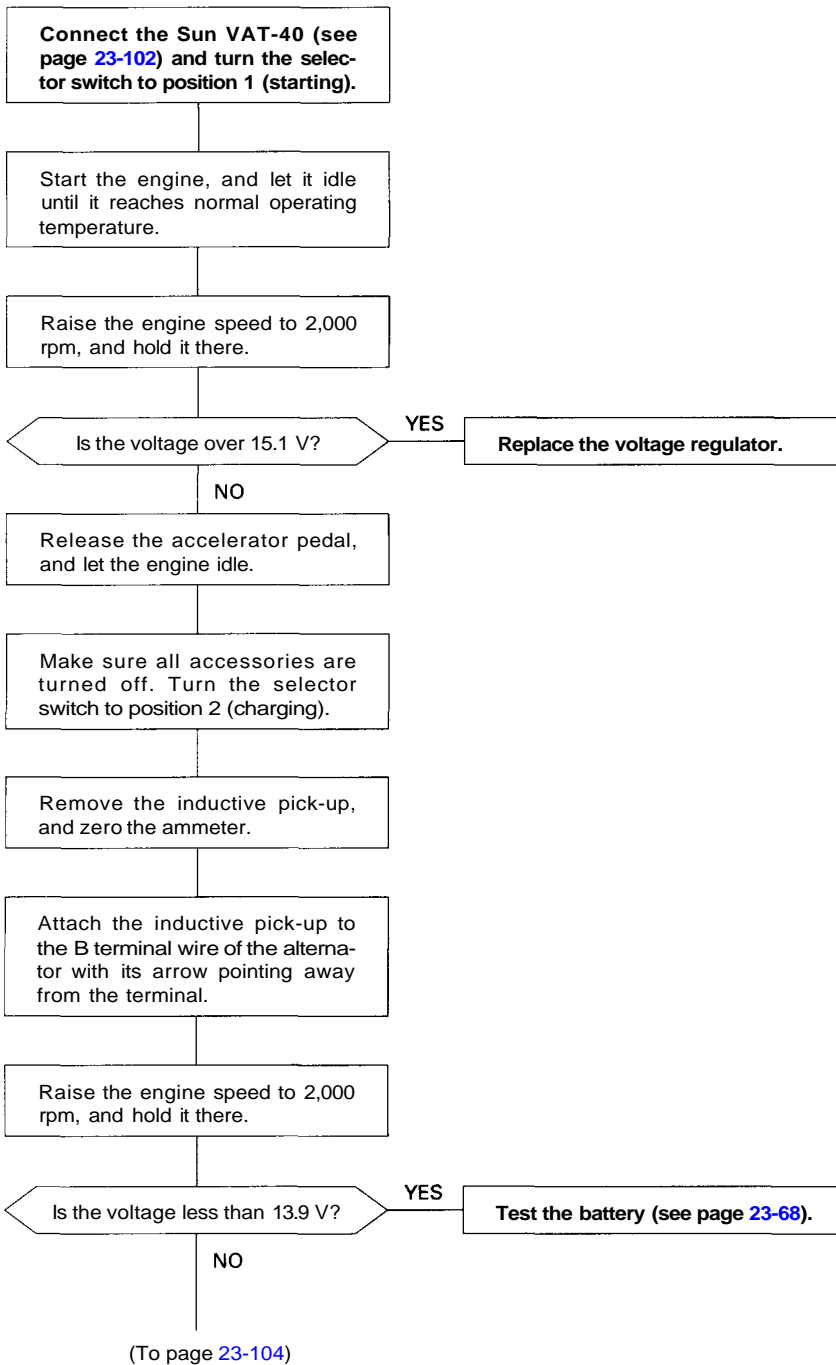 Connect the Sun VAT-40 (see
page 23-102) and turn the selec-
tor switch to position 1 (starting).
Start the engine, and let it idle
until it reaches normal operating
temperature.
Raise the engine speed to 2,000
rpm, and hold it there.
Is the voltage over 15.1 V?
YES
Replace the voltage regulator.
NO
Release the accelerator pedal,
and let the engine idle.
Make sure all accessories are
turned off. Turn the selector
switch to position 2 (charging).
Remove the inductive pick-up,
and zero the ammeter.
Attach the inductive pick-up to
the B terminal wire of the alterna-
tor with its arrow pointing away
from the terminal.
Raise the engine speed to 2,000
rpm, and hold it there.
Is the voltage less than 13.9 V?
YES
Test the battery (see page 23-68).
NO
(To page 23-104)